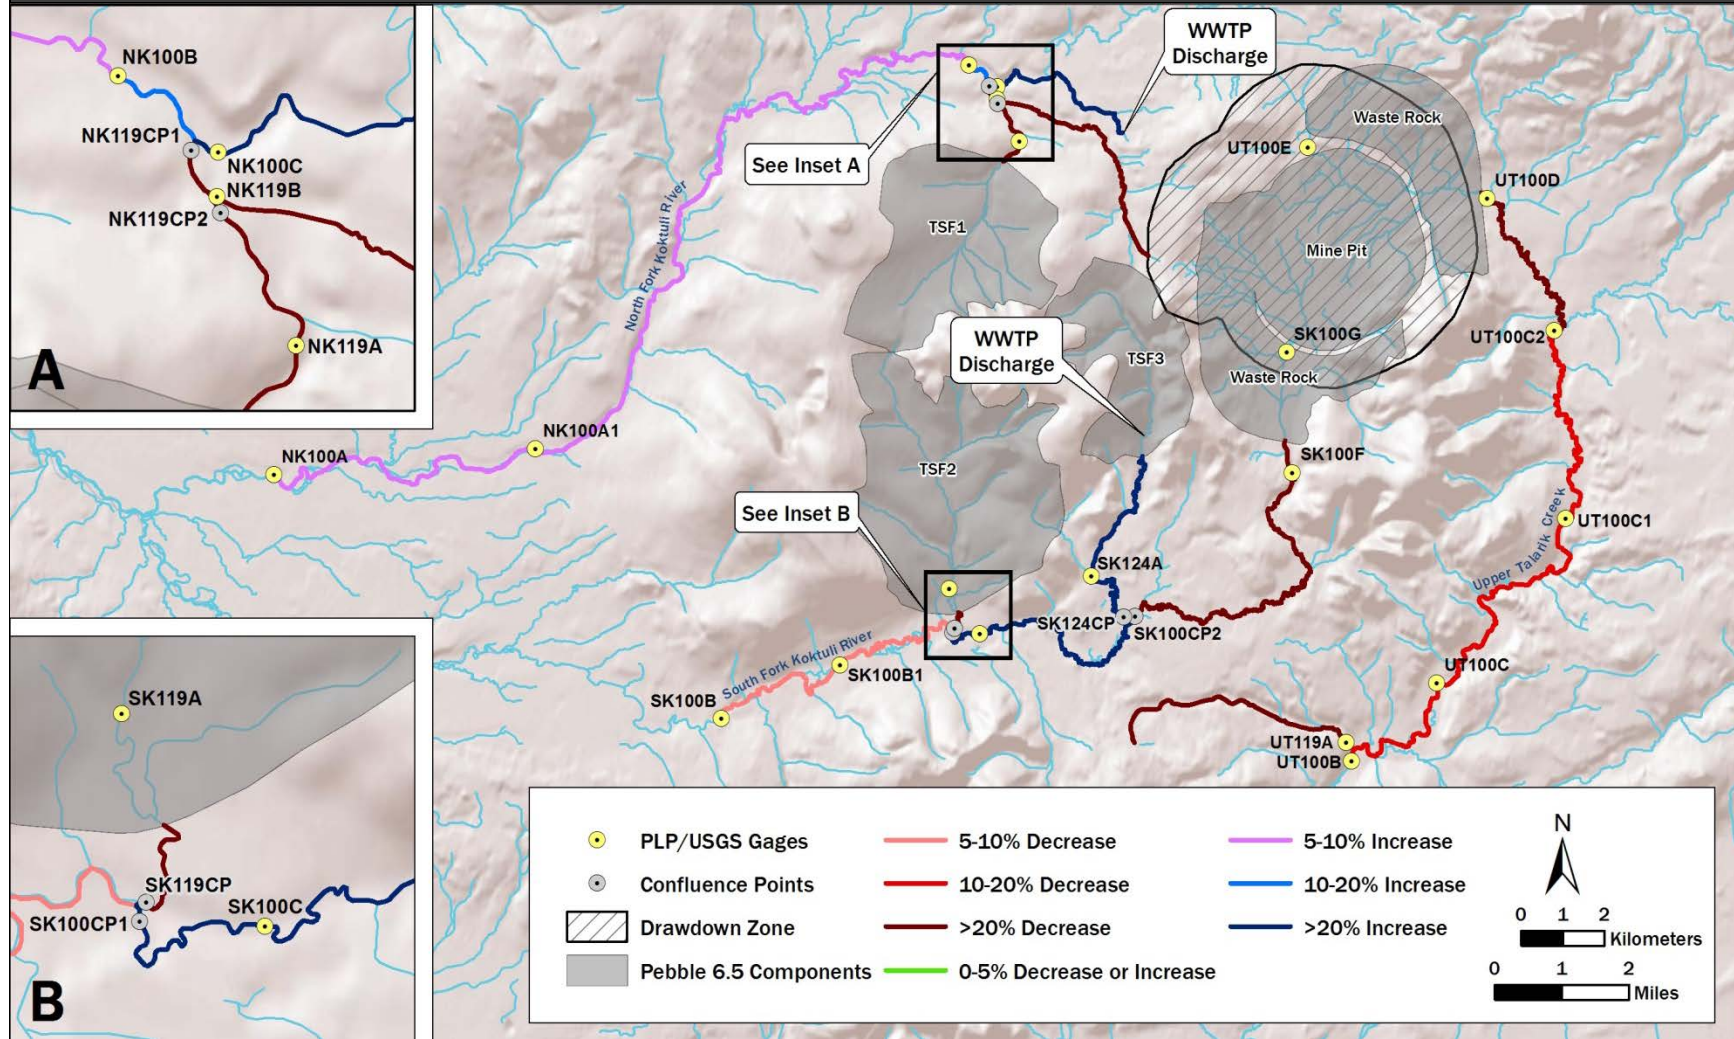 NK100B
NK119CP1
NK100C
NK119B
NK119CP2
NK119A
A
WWTP
Discharge
See Inset A
Waste Rock
UT100E
UT100D
TSF1
Mine Pit
North Fork Koktuli River
WWTP
Discharge
TSF3
SK100G
UT100C2
Waste Rock
NK100A1
NK100A
TSF2
SK100F
See Inset B
UT100C1
Upper Talarik Creek
SK124A
SK124CP
SK100CP2
South Fork Koktuli River
SK100B1
SK100B
UT100C
UT119A
UT100B
SK119A
SK119CP
SK100CP1
SK100C
B
PLP/USGS Gages
Confluence Points
Drawdown Zone
Pebble 6.5 Components
5-10% Decrease
10-20% Decrease
>20% Decrease
0-5% Decrease or Increase
5-10% Increase
10-20% Increase
>20% Increase
N
0 1 2
Kilometers
0 1 2
Miles